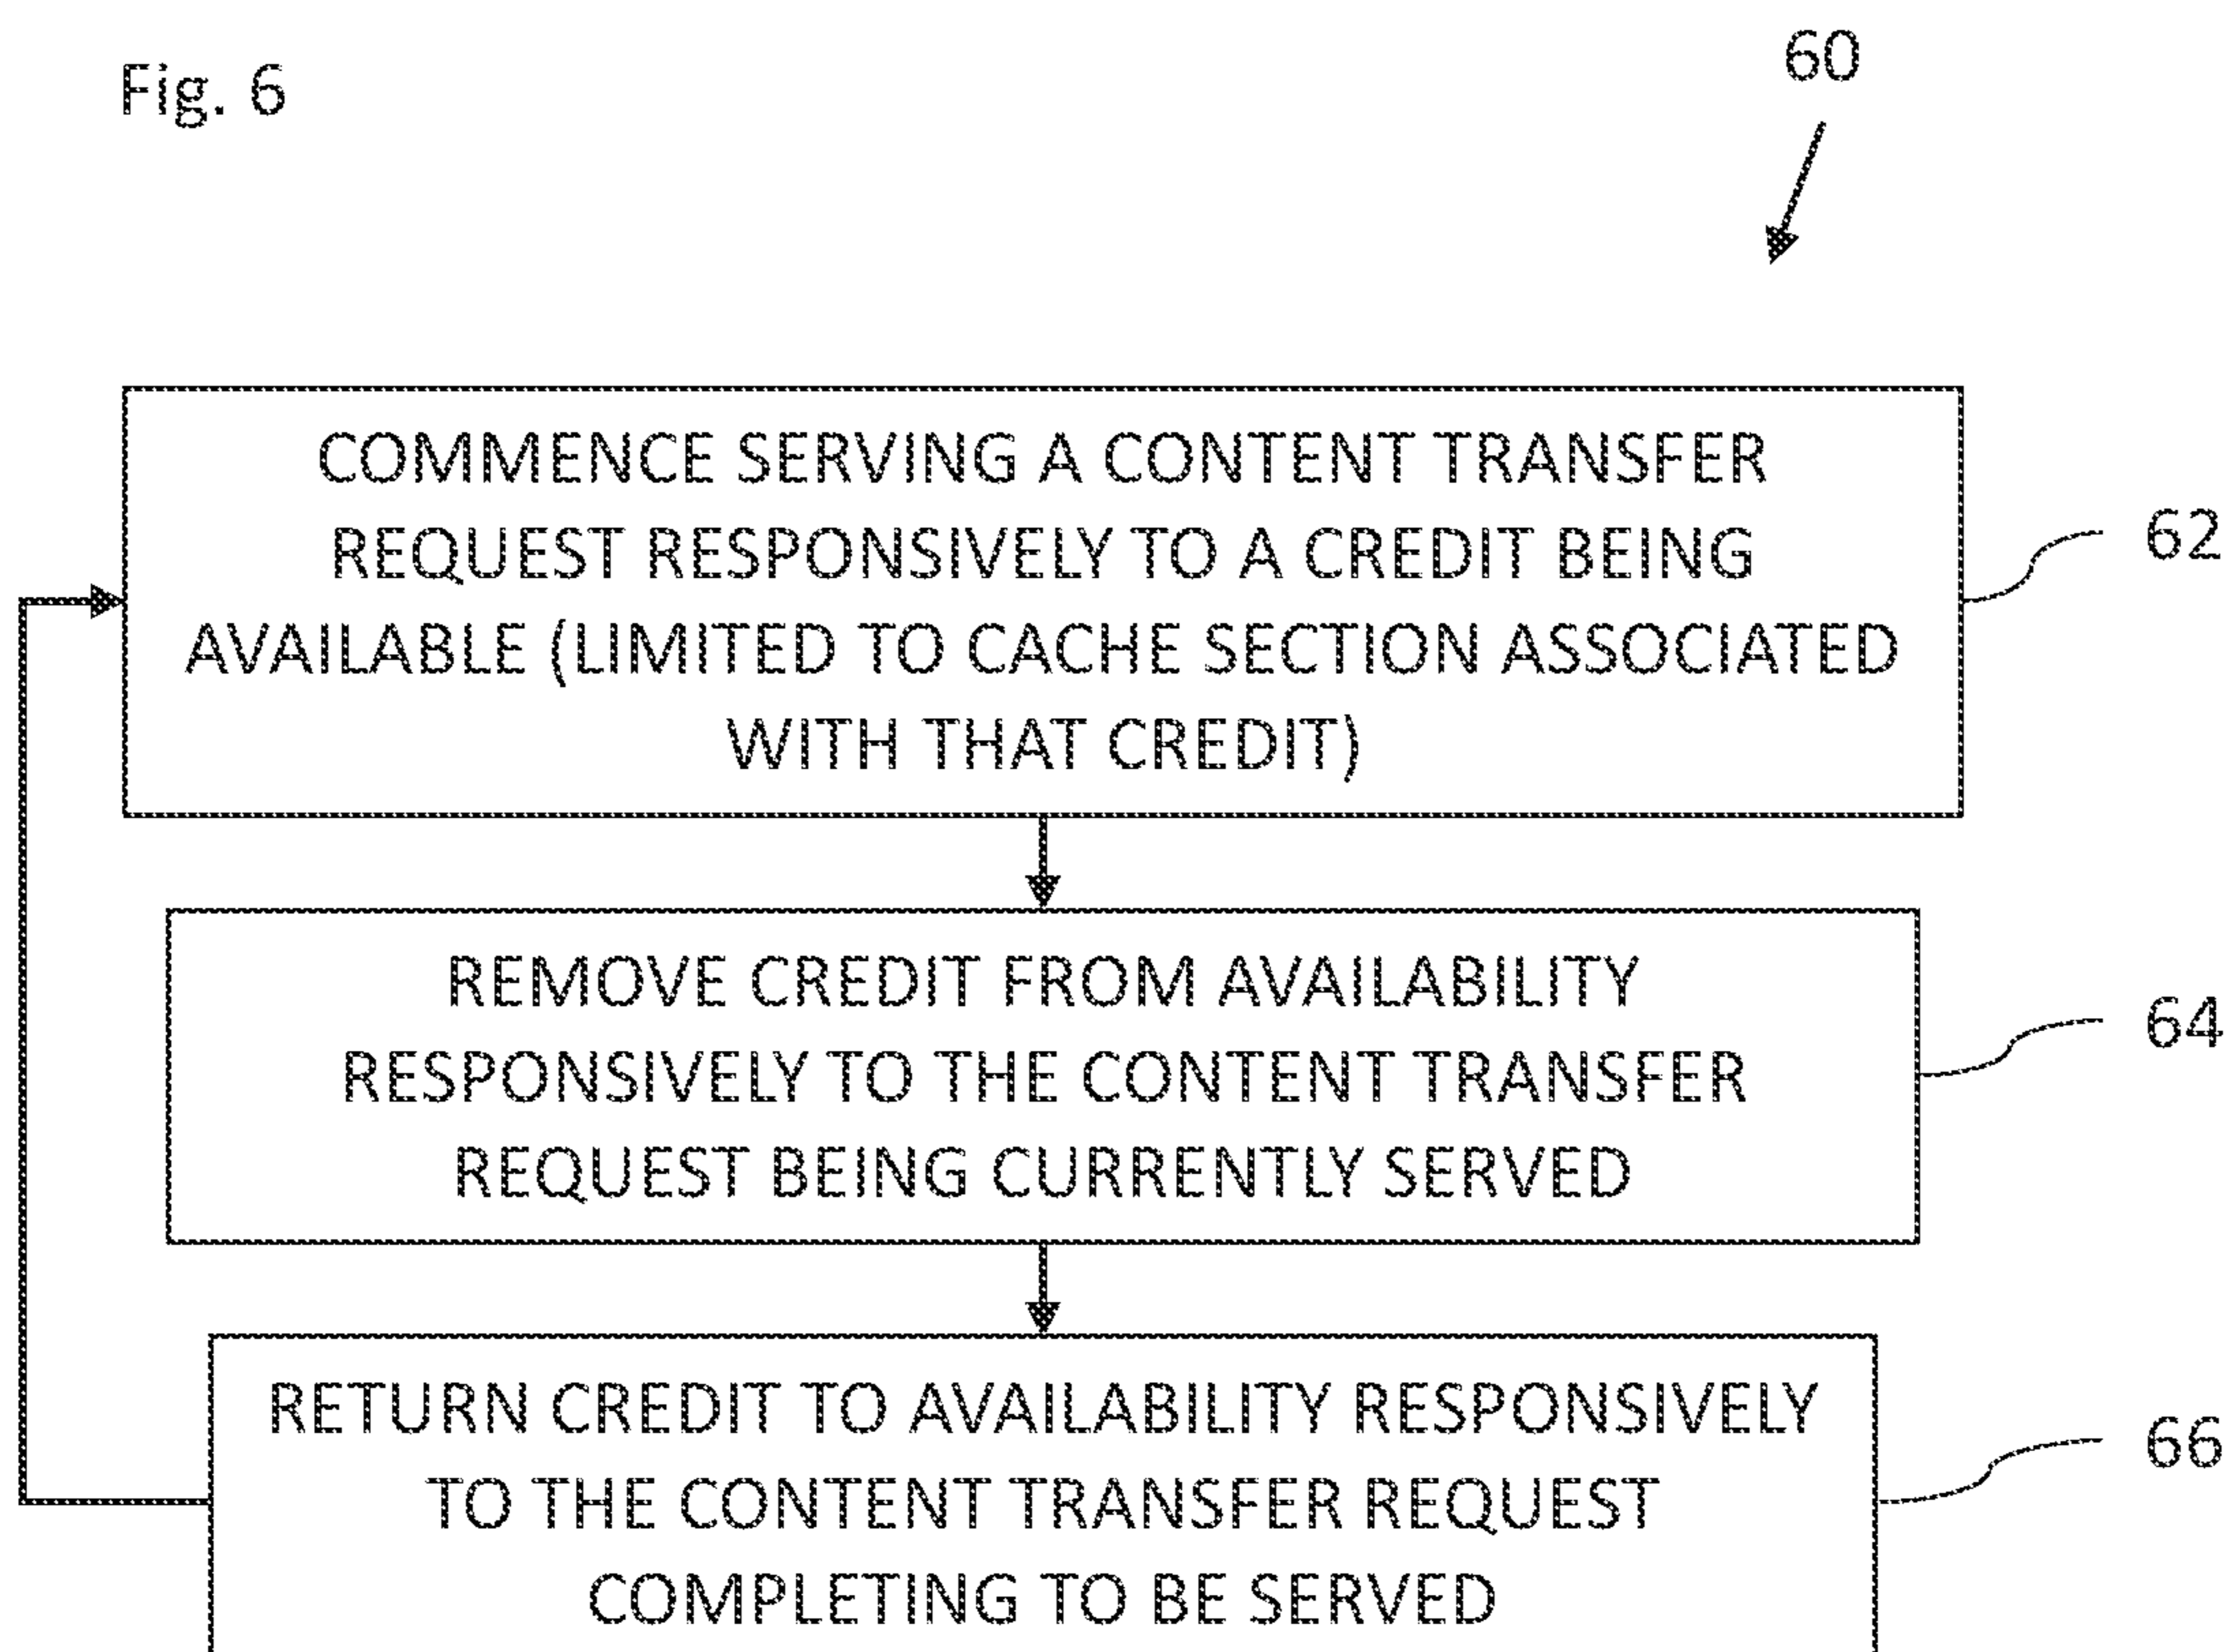 Fig. 6
60
COMMENCE SERVING A CONTENT TRANSFER
REQUEST RESPONSIVELY TO A CREDIT BEING
AVAILABLE (LIMITED TO CACHE SECTION ASSOCIATED
WITH THAT CREDIT)
62
REMOVE CREDIT FROM AVAILABILITY
RESPONSIVELY TO THE CONTENT TRANSFER
REQUEST BEING CURRENTLY SERVED
64
RETURN CREDIT TO AVAILABILITY RESPONSIVELY
TO THE CONTENT TRANSFER REQUEST
COMPLETING TO BE SERVED
66